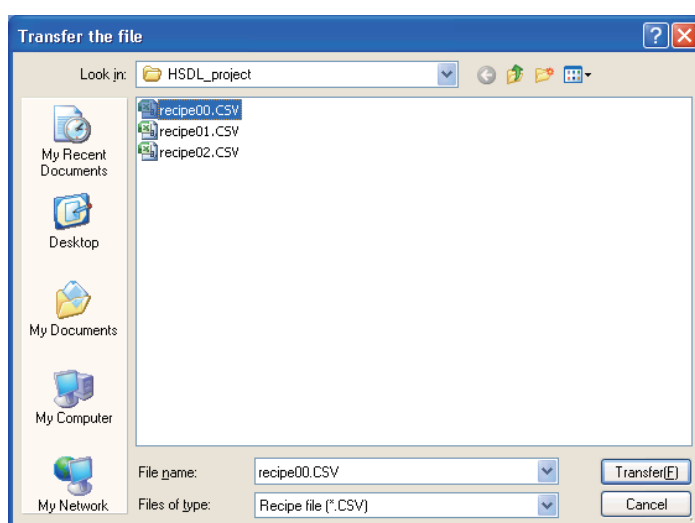 Transfer the file
Look in: HSDL_project
recipe00.CSV
recipe01.CSV
recipe02.CSV
My Recent
Documents
Desktop
My Documents
My Computer
My Network
File name: recipe00.CSV Transfer(F)
Files of type: Recipe file (*.CSV) Cancel